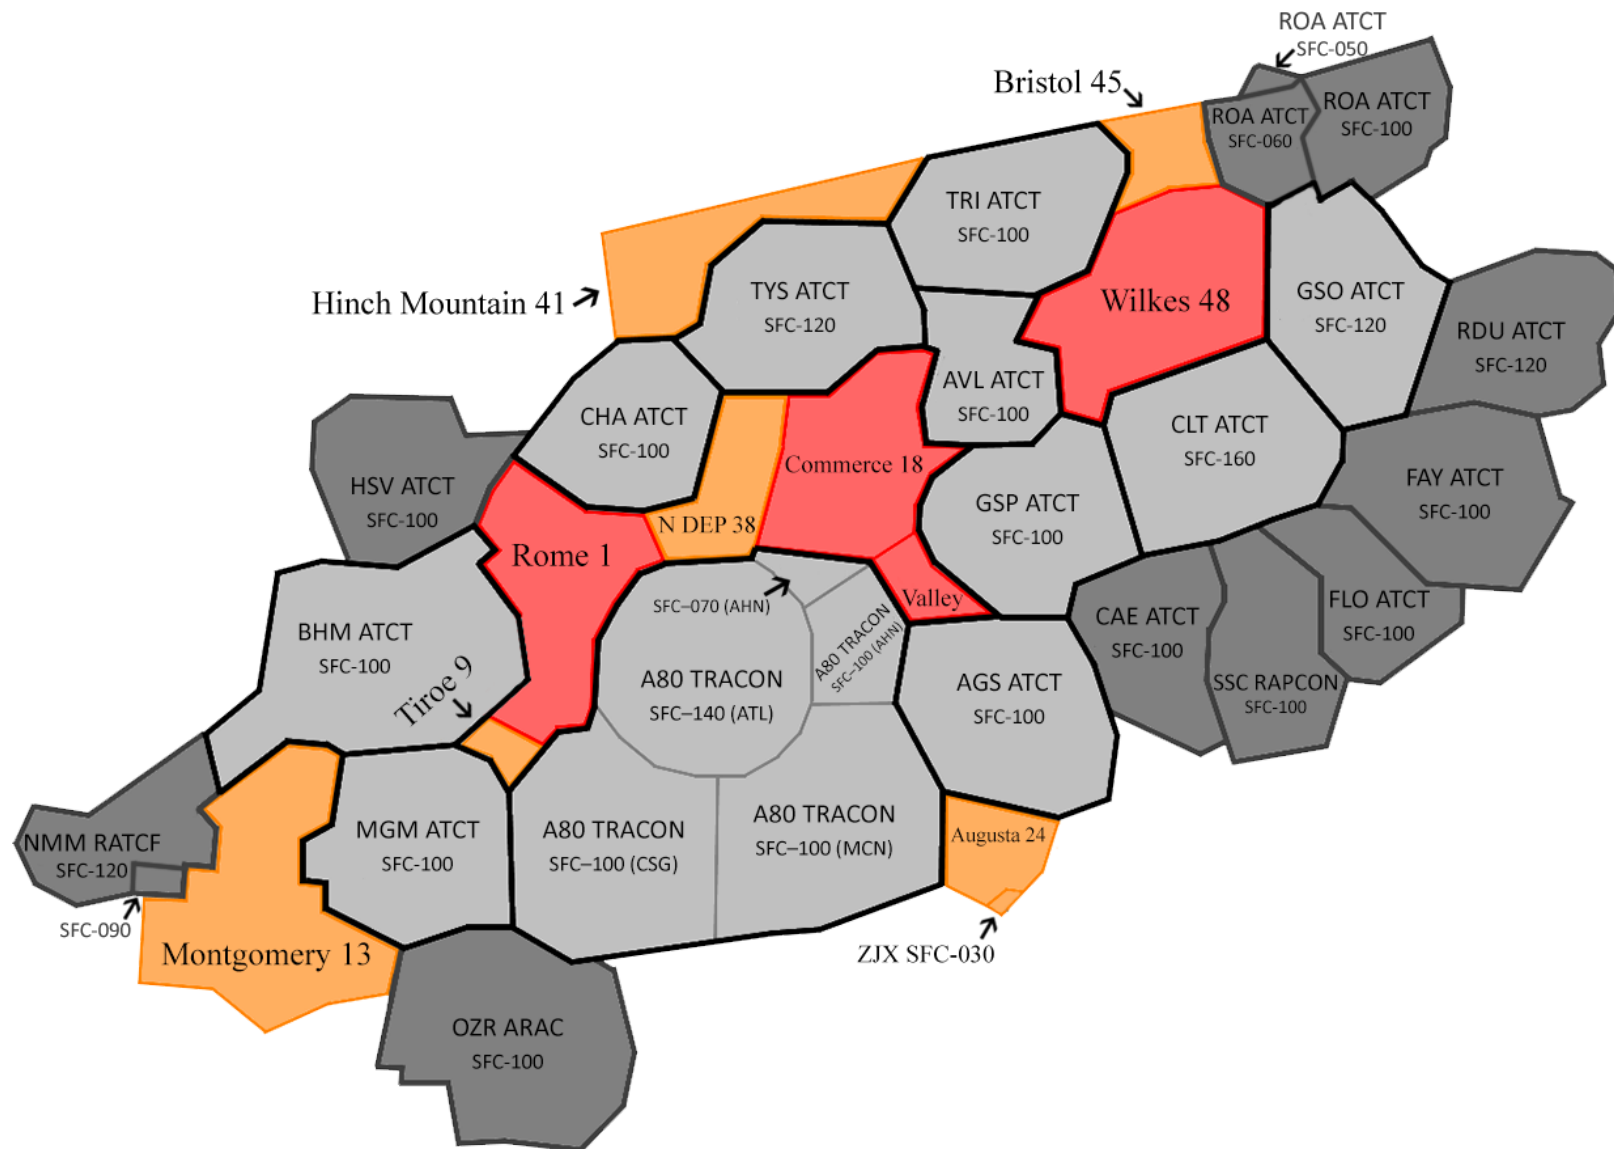 ROA ATCT
SFC-050
Bristol 45
ROA ATCT
SFC-100
ROA ATCT
SFC-060
TRI ATCT
SFC-100
Hinch Mountain 41
TYS ATCT
SFC-120
Wilkes 48
GSO ATCT
SFC-120
RDU ATCT
SFC-120
AVL ATCT
SFC-100
CHA ATCT
SFC-100
CLT ATCT
SFC-160
Commerce 18
HSV ATCT
SFC-100
FAY ATCT
SFC-100
GSP ATCT
SFC-100
N DEP 38
Rome 1
Valley
SFC–070 (AHN)
A80 TRACON
SFC–100 (AHN)
FLO ATCT
SFC-100
CAE ATCT
SFC-100
BHM ATCT
SFC-100
SSC RAPCON
SFC-100
Tiroe 9
A80 TRACON
SFC–140 (ATL)
AGS ATCT
SFC-100
MGM ATCT
SFC-100
A80 TRACON
SFC–100 (CSG)
A80 TRACON
SFC–100 (MCN)
Augusta 24
NMM RATCF
SFC-120
SFC-090
Montgomery 13
ZJX SFC-030
OZR ARAC
SFC-100